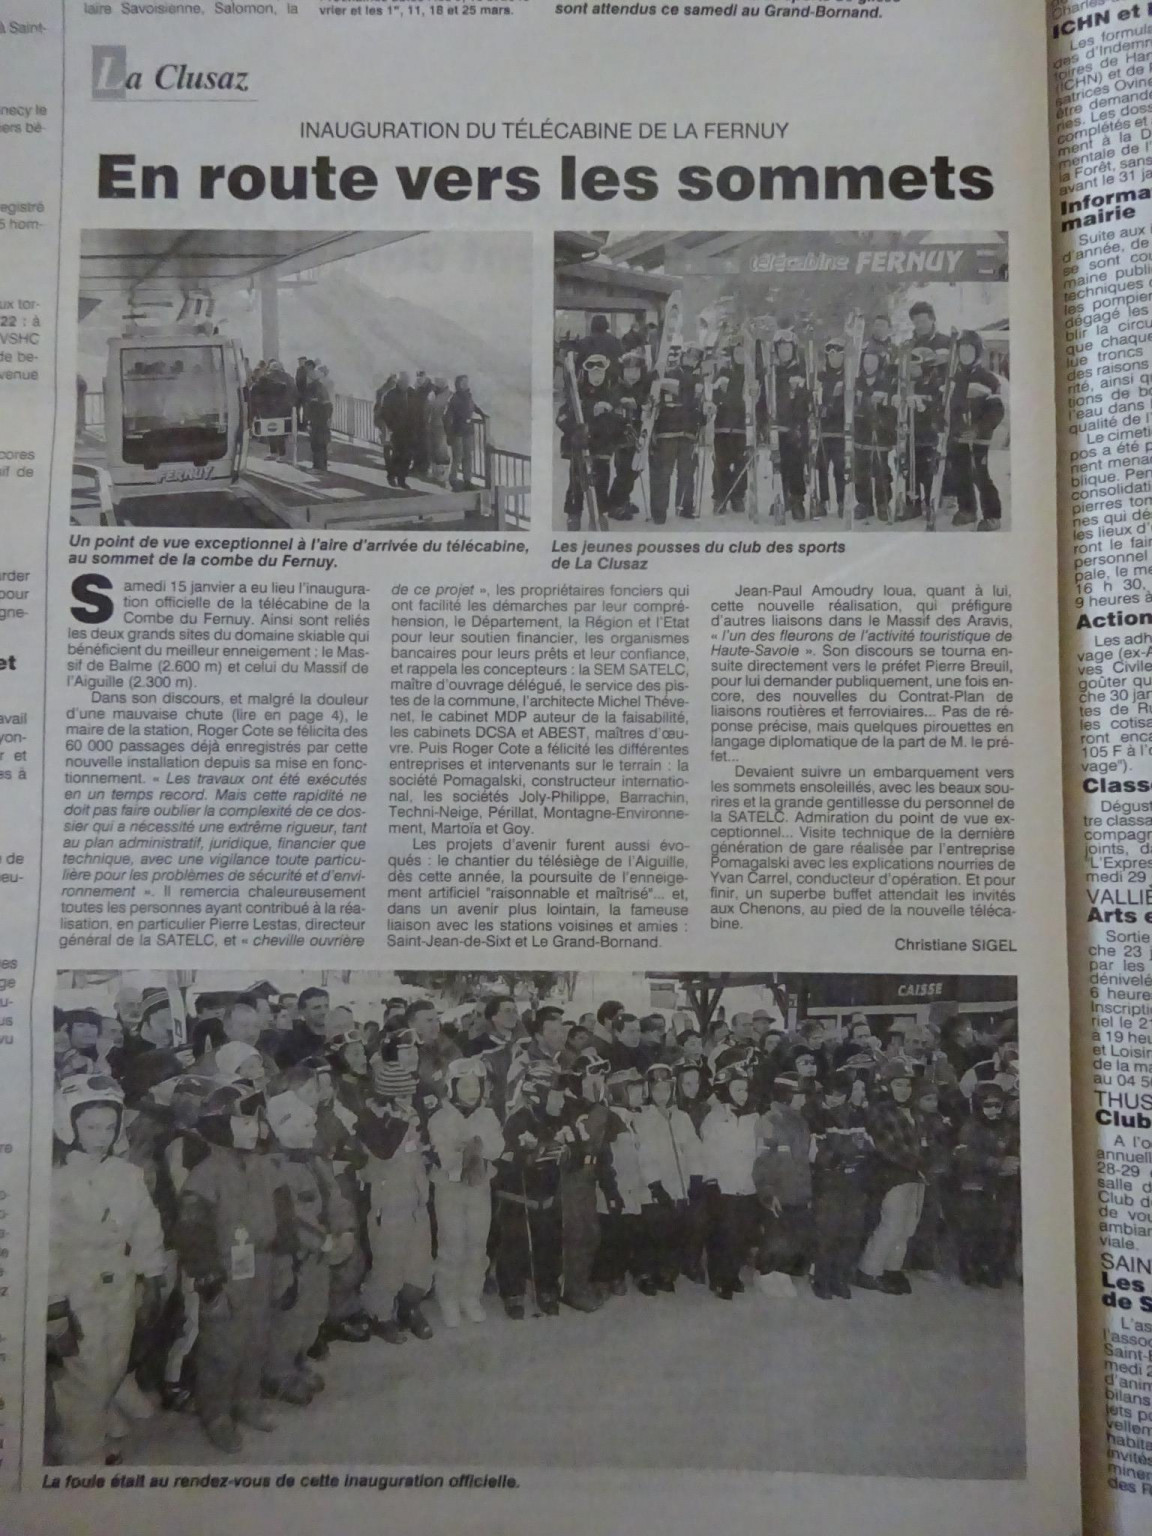 laire Savoisienne, Salomon, la
vrier et les 1er, 11, 18 et 25 mars.
sont attendus ce samedi au Grand-Bornand.
La Clusaz
INAUGURATION DU TÉLÉCABINE DE LA FERNUY
En route vers les sommets
FERNUY
télécabine FERNUY
Un point de vue exceptionnel à l'aire d'arrivée du télécabine,
au sommet de la combe du Fernuy.
Les jeunes pousses du club des sports
de La Clusaz
Samedi 15 janvier a eu lieu l'inaugura-
tion officielle de la télécabine de la
Combe du Fernuy. Ainsi sont reliés
les deux grands sites du domaine skiable qui
bénéficient du meilleur enneigement : le Mas-
sif de Balme (2.600 m) et celui du Massif de
l'Aiguille (2.300 m).
Dans son discours, et malgré la douleur
d'une mauvaise chute (lire en page 4), le
maire de la station, Roger Cote se félicita des
60 000 passages déjà enregistrés par cette
nouvelle installation depuis sa mise en fonc-
tionnement. « Les travaux ont été exécutés
en un temps record. Mais cette rapidité ne
doit pas faire oublier la complexité de ce dos-
sier qui a nécessité une extrême rigueur, tant
au plan administratif, juridique, financier que
technique, avec une vigilance toute particu-
lière pour les problèmes de sécurité et d'envi-
ronnement ». Il remercia chaleureusement
toutes les personnes ayant contribué à la réa-
lisation, en particulier Pierre Lestas, directeur
général de la SATELC, et « cheville ouvrière
de ce projet », les propriétaires fonciers qui
ont facilité les démarches par leur compré-
hension, le Département, la Région et l'Etat
pour leur soutien financier, les organismes
bancaires pour leurs prêts et leur confiance,
et rappela les concepteurs : la SEM SATELC,
maître d'ouvrage délégué, le service des pis-
tes de la commune, l'architecte Michel Théve-
net, le cabinet MDP auteur de la faisabilité,
les cabinets DCSA et ABEST, maîtres d'œu-
vre. Puis Roger Cote a félicité les différentes
entreprises et intervenants sur le terrain : la
société Pomagalski, constructeur internatio-
nal, les sociétés Joly-Philippe, Barrachin,
Techni-Neige, Périllat, Montagne-Environne-
ment, Martoïa et Goy.
Les projets d'avenir furent aussi évo-
qués : le chantier du télésiège de l'Aiguille,
dès cette année, la poursuite de l'enneige-
ment artificiel "raisonnable et maîtrisé"... et,
dans un avenir plus lointain, la fameuse
liaison avec les stations voisines et amies :
Saint-Jean-de-Sixt et Le Grand-Bornand.
Jean-Paul Amoudry loua, quant à lui,
cette nouvelle réalisation, qui préfigure
d'autres liaisons dans le Massif des Aravis,
« l'un des fleurons de l'activité touristique de
Haute-Savoie ». Son discours se tourna en-
suite directement vers le préfet Pierre Breuil,
pour lui demander publiquement, une fois en-
core, des nouvelles du Contrat-Plan de
liaisons routières et ferroviaires... Pas de ré-
ponse précise, mais quelques pirouettes en
langage diplomatique de la part de M. le pré-
fet...
Devaient suivre un embarquement vers
les sommets ensoleillés, avec les beaux sou-
rires et la grande gentillesse du personnel de
la SATELC. Admiration du point de vue ex-
ceptionnel... Visite technique de la dernière
génération de gare réalisée par l'entreprise
Pomagalski avec les explications nourries de
Yvan Carrel, conducteur d'opération. Et pour
finir, un superbe buffet attendait les invités
aux Chenons, au pied de la nouvelle téléca-
bine.
Christiane SIGEL
CAISSE
La foule était au rendez-vous de cette inauguration officielle.